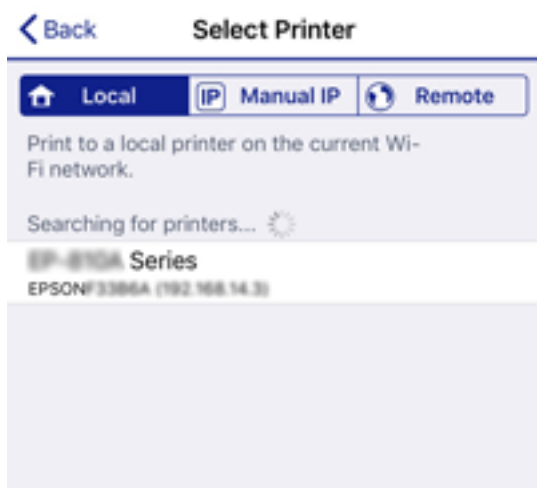 Back
Select Printer
Local
IP Manual IP
Remote
Print to a local printer on the current Wi-
Fi network.
Searching for printers...
Series
EPSON